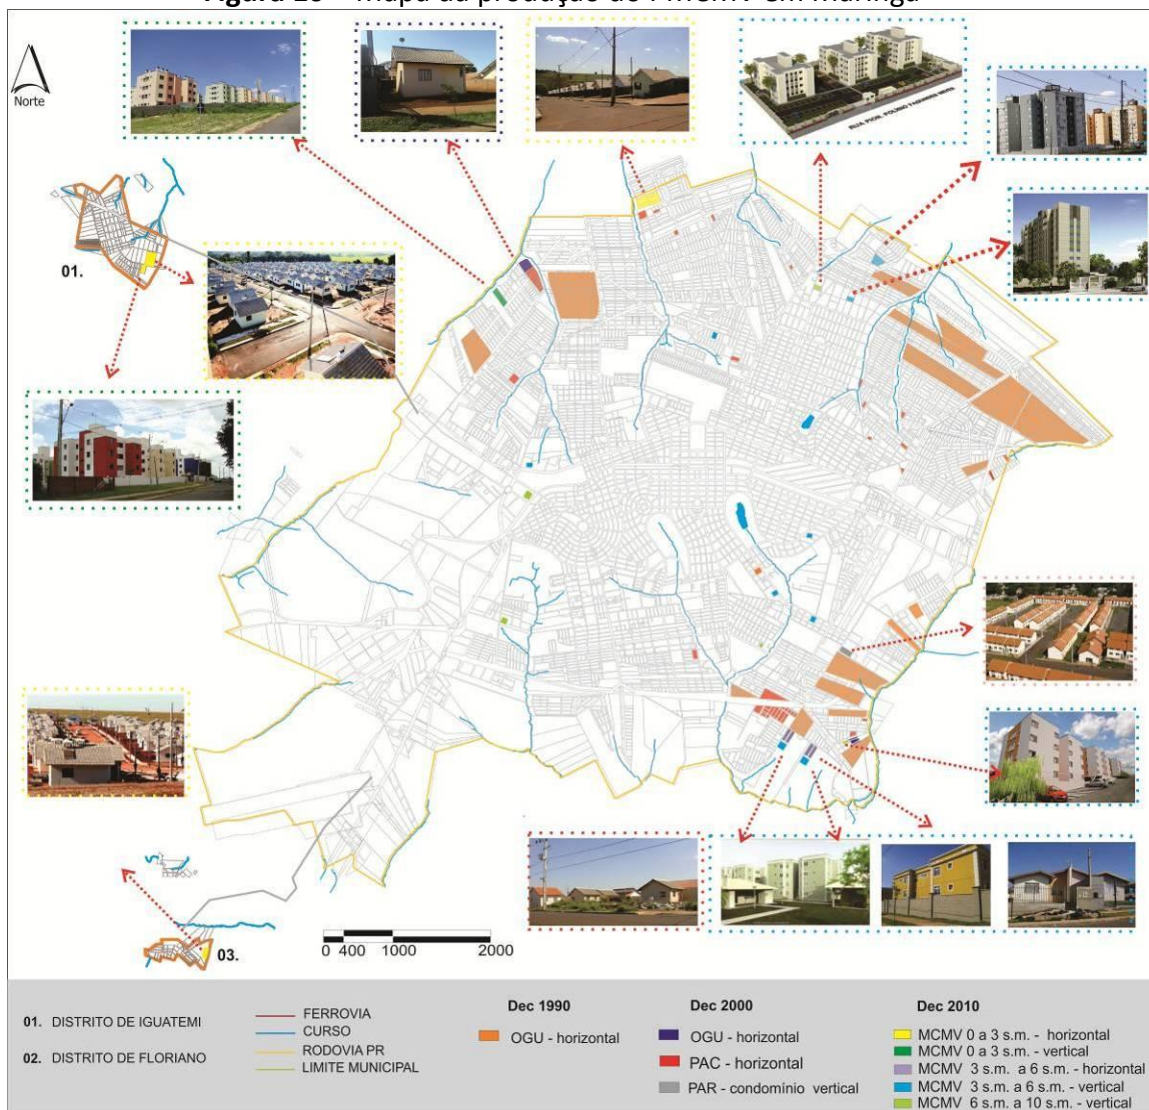 Norte
RUA PION.
01.
03.
0 400 1000 2000
01. DISTRITO DE IGUATEMI
02. DISTRITO DE FLORIANO
FERROVIA
CURSO
RODOVIA PR
LIMITE MUNICIPAL
Dec 1990
OGU - horizontal
Dec 2000
OGU - horizontal
PAC - horizontal
PAR - condomínio vertical
Dec 2010
MCMV 0 a 3 s.m. - horizontal
MCMV 0 a 3 s.m. - vertical
MCMV 3 s.m. a 6 s.m. - horizontal
MCMV 3 s.m. a 6 s.m. - vertical
MCMV 6 s.m. a 10 s.m. - vertical